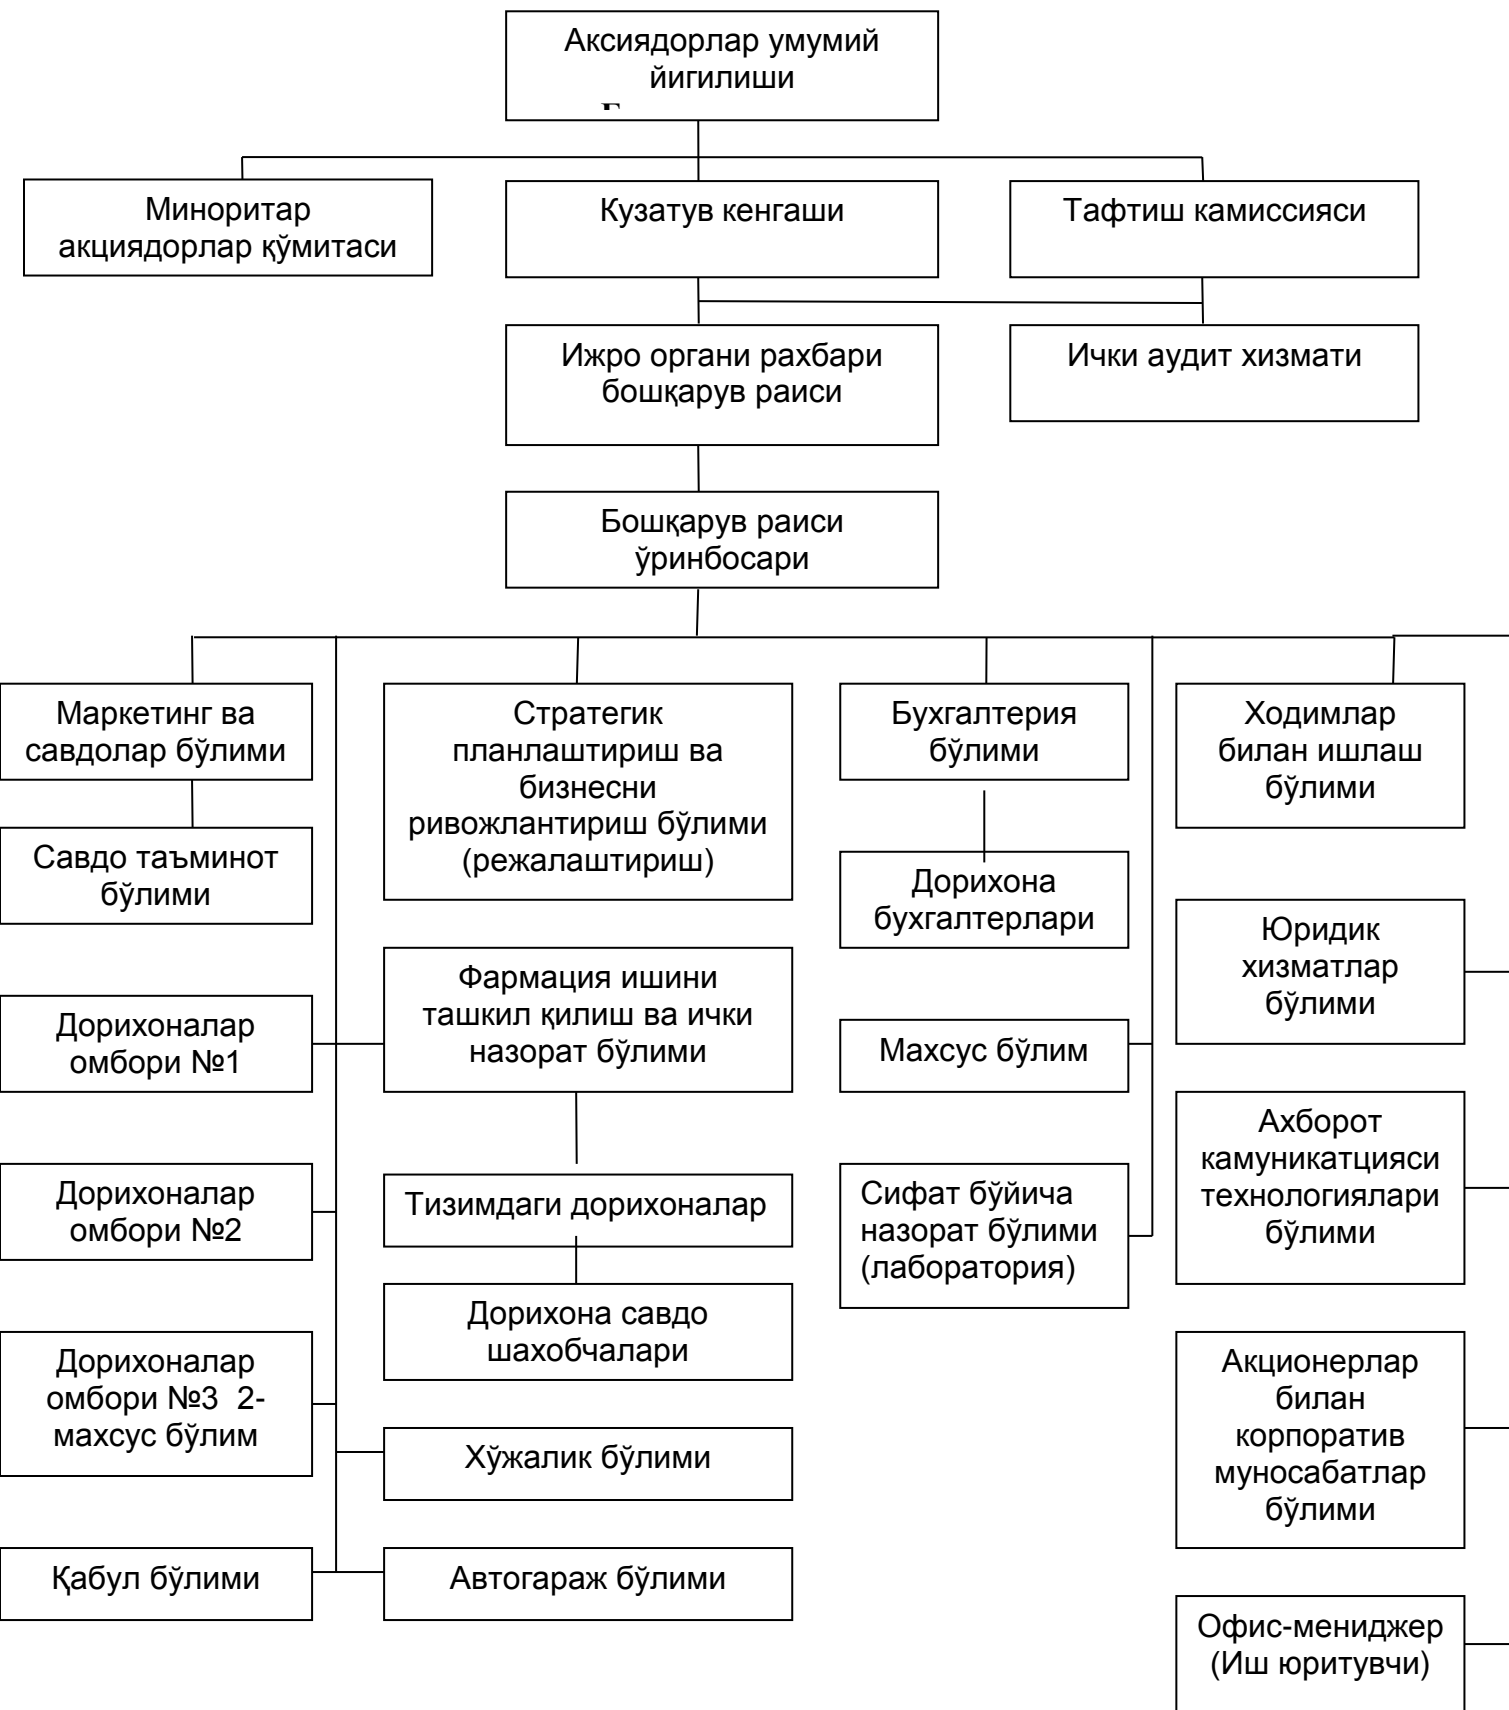 Аксиядорлар умумий
йигилиши
Миноритар
акциядорлар қўмитаси
Кузатув кенгаши
Тафтиш камиссияси
Ижро органи рахбари
бошқарув раиси
Ички аудит хизмати
Бошқарув раиси
ўринбосари
Маркетинг ва
савдолар бўлими
Савдо таъминот
бўлими
Дорихоналар
омбори №1
Дорихоналар
омбори №2
Дорихоналар
омбори №3 2-
махсус бўлим
Қабул бўлими
Стратегик
планлаштириш ва
бизнесни
ривожлантириш бўлими
(режалаштириш)
Фармация ишини
ташкил қилиш ва ички
назорат бўлими
Тизимдаги дорихоналар
Дорихона савдо
шахобчалари
Хўжалик бўлими
Автогараж бўлими
Бухгалтерия
бўлими
Дорихона
бухгалтерлари
Махсус бўлим
Сифат бўйича
назорат бўлими
(лаборатория)
Ходимлар
билан ишлаш
бўлими
Юридик
хизматлар
бўлими
Ахборот
камуникатцияси
технологиялари
бўлими
Акционерлар
билан
корпоратив
муносабатлар
бўлими
Офис-мениджер
(Иш юритувчи)